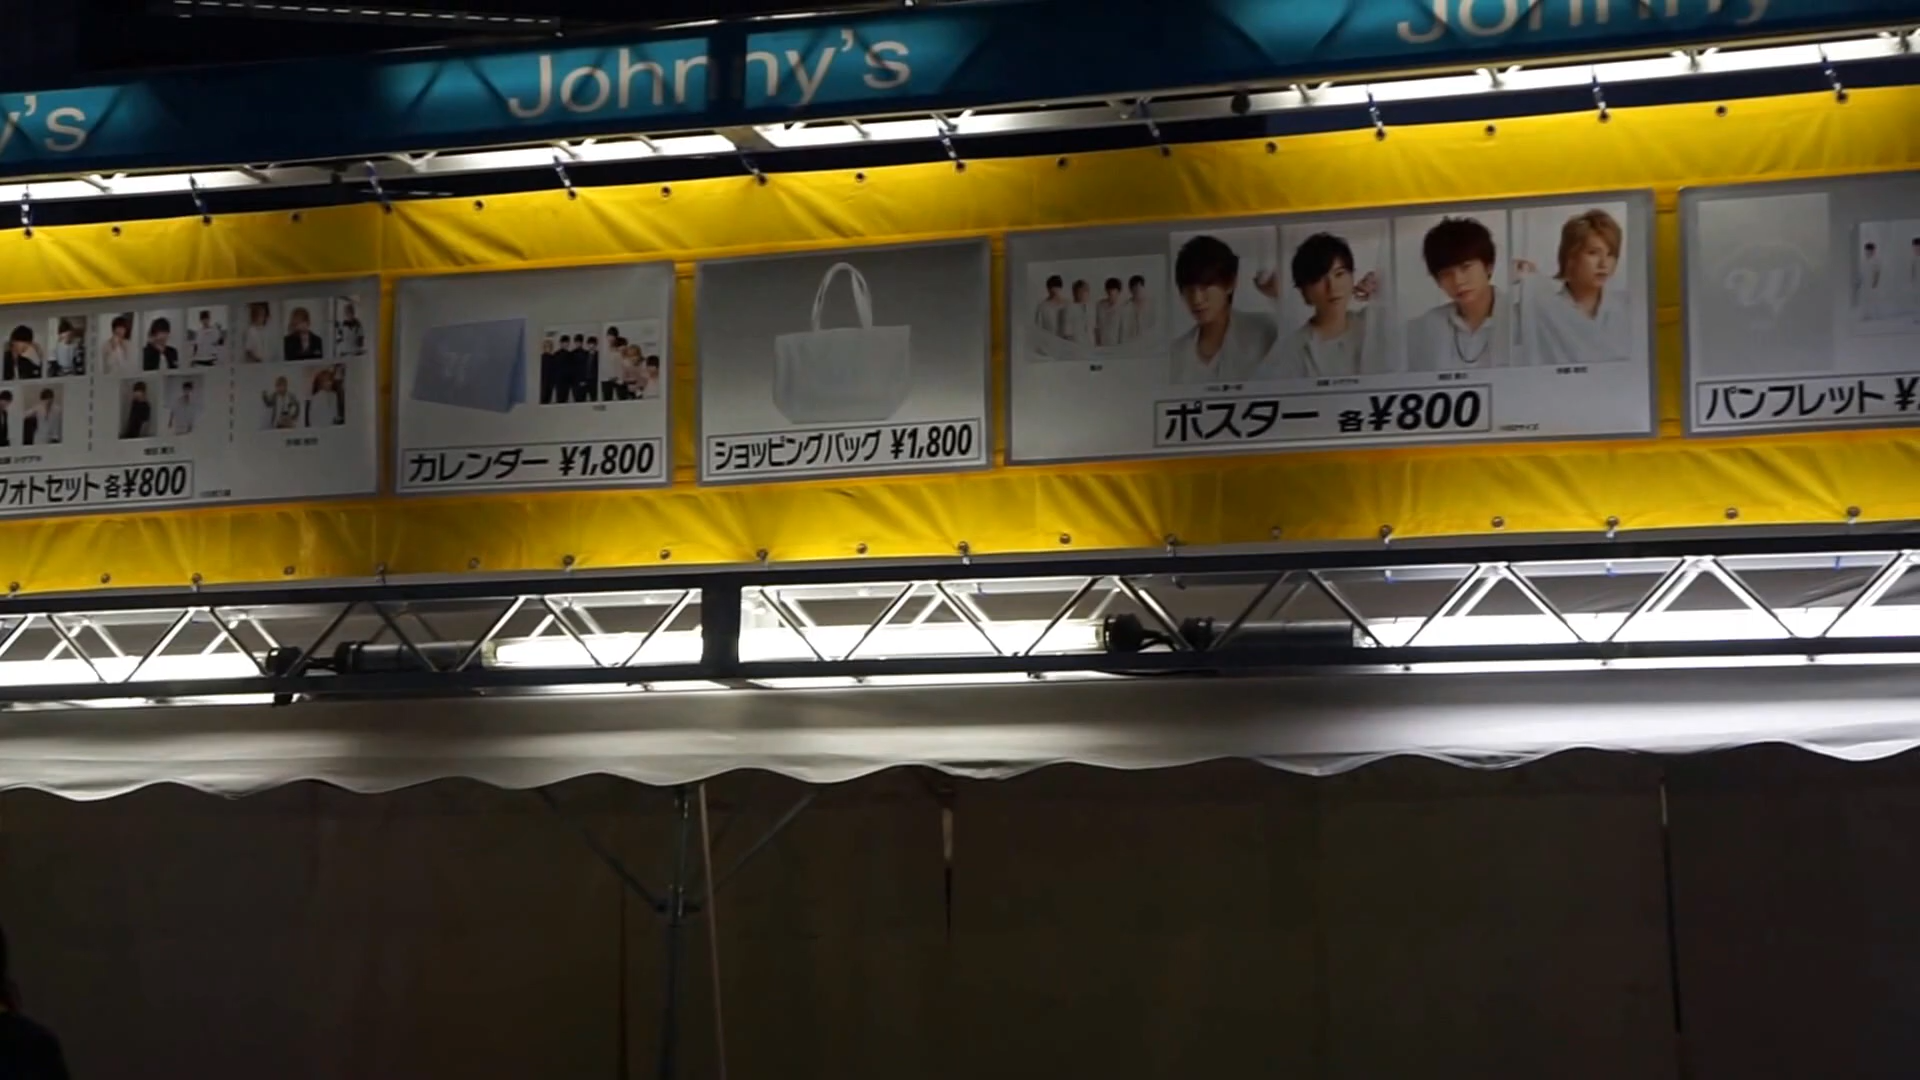 y's
Johnny's
Johnny
フォトセット 各¥800
カレンダー ¥1,800
ショッピングバッグ ¥1,800
ポスター 各¥800
パンフレット ¥